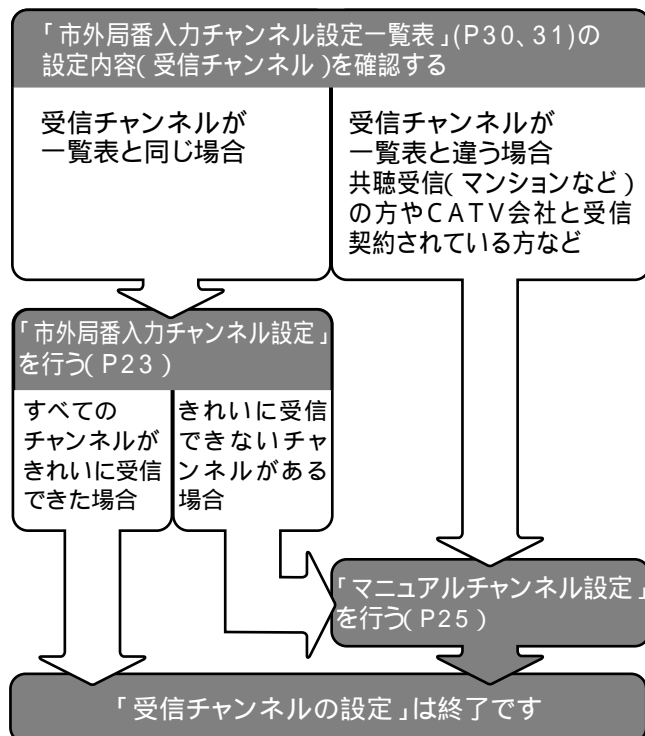 「市外局番入力チャンネル設定一覧表」(P30、31)の
設定内容(受信チャンネル)を確認する
受信チャンネルが
一覧表と同じ場合
受信チャンネルが
一覧表と違う場合
共聴受信(マンションなど)
の方やCATV会社と受信
契約されている方など
「市外局番入力チャンネル設定」
を行う(P23)
すべての
チャンネルが
きれいに受信
できた場合
きれいに受信
できないチャ
ンネルがある
場合
「マニュアルチャンネル設定」
を行う(P25)
「受信チャンネルの設定」は終了です